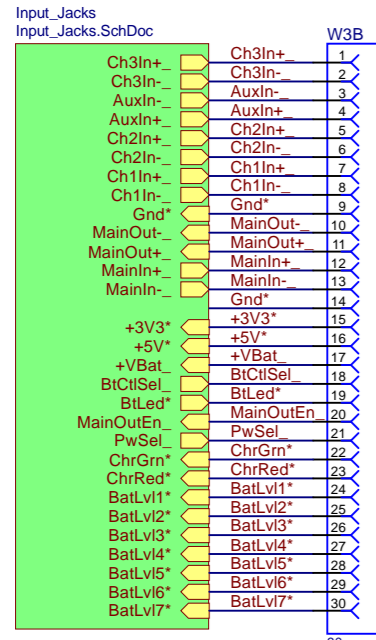 Input_Jacks
Input_Jacks.SchDoc
W3B
Ch3In+_ Ch3In+_ 1
Ch3In-_ Ch3In-_ 2
AuxIn-_ AuxIn-_ 3
AuxIn+_ AuxIn+_ 4
Ch2In+_ Ch2In+_ 5
Ch2In-_ Ch2In-_ 6
Ch1In+_ Ch1In+_ 7
Ch1In-_ Ch1In-_ 8
Gnd* Gnd* 9
MainOut-_ MainOut-_ 10
MainOut+_ MainOut+_ 11
MainIn+_ MainIn+_ 12
MainIn-_ MainIn-_ 13
Gnd* 14
+3V3* +3V3* 15
+5V* +5V* 16
+VBat_ +VBat_ 17
BtCtlSel_ BtCtlSel_ 18
BtLed* BtLed* 19
MainOutEn_ MainOutEn_ 20
PwSel_ PwSel_ 21
ChrGrn* ChrGrn* 22
ChrRed* ChrRed* 23
BatLvl1* BatLvl1* 24
BatLvl2* BatLvl2* 25
BatLvl3* BatLvl3* 26
BatLvl4* BatLvl4* 27
BatLvl5* BatLvl5* 28
BatLvl6* BatLvl6* 29
BatLvl7* BatLvl7* 30